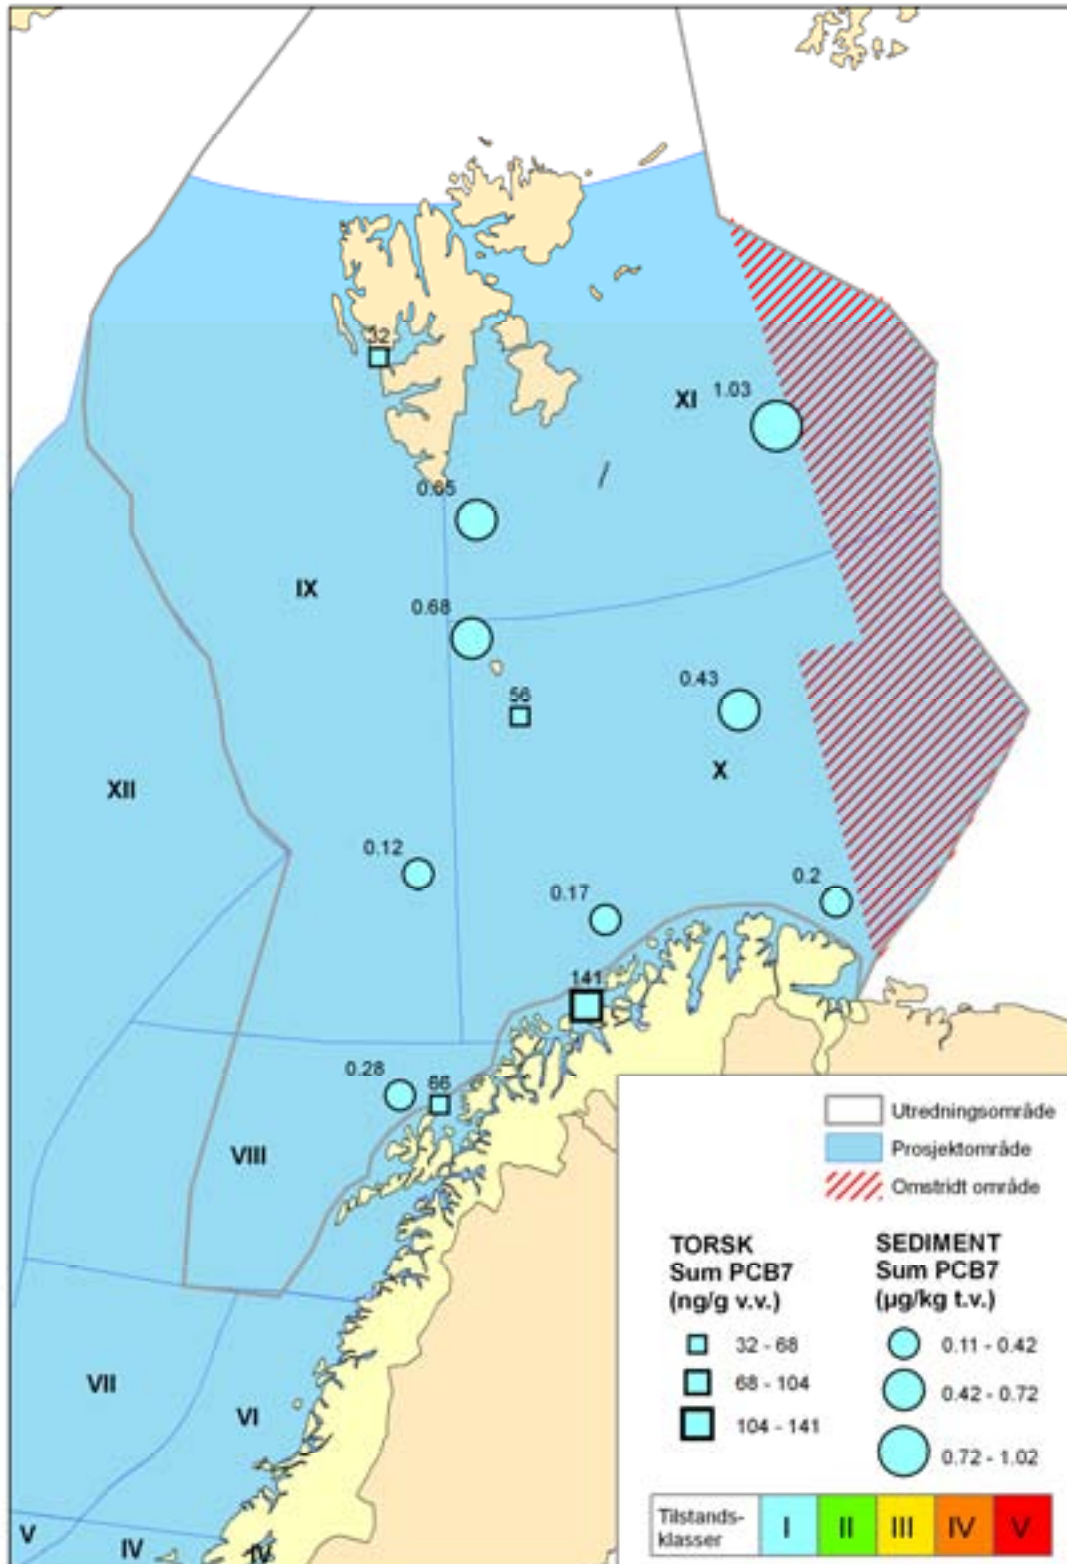 32
XI
1.03
0.65
IX
0.68
56
0.43
X
XII
0.12
0.17
0.2
141
0.28
66
VIII
VII
VI
V
IV
IV
Utredningsområde
Prosjektområde
Omstridt område
TORSK
Sum PCB7
(ng/g v.v.)
32 - 68
68 - 104
104 - 141
SEDIMENT
Sum PCB7
(µg/kg t.v.)
0.11 - 0.42
0.42 - 0.72
0.72 - 1.02
Tilstands-
klasser
I II III IV V